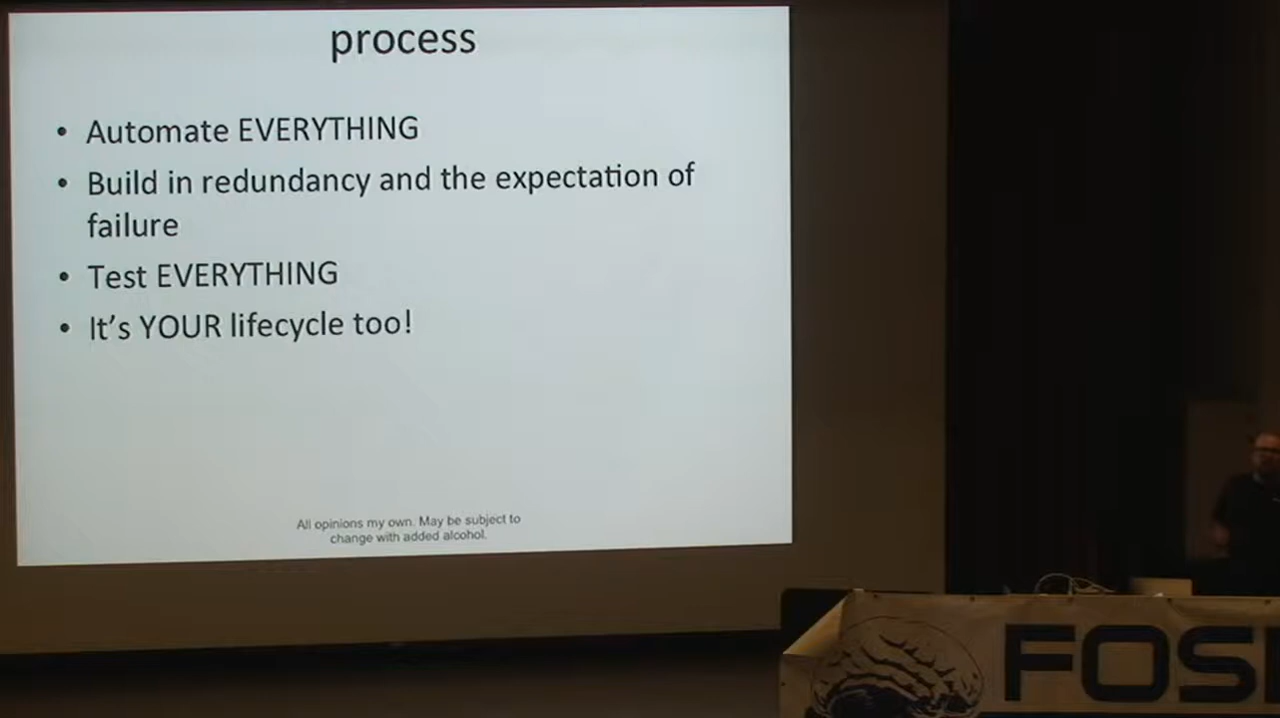 process
• Automate EVERYTHING
• Build in redundancy and the expectation of
failure
• Test EVERYTHING
• It's YOUR lifecycle too!
All opinions my own. May be subject to
change with added alcohol.
FOS